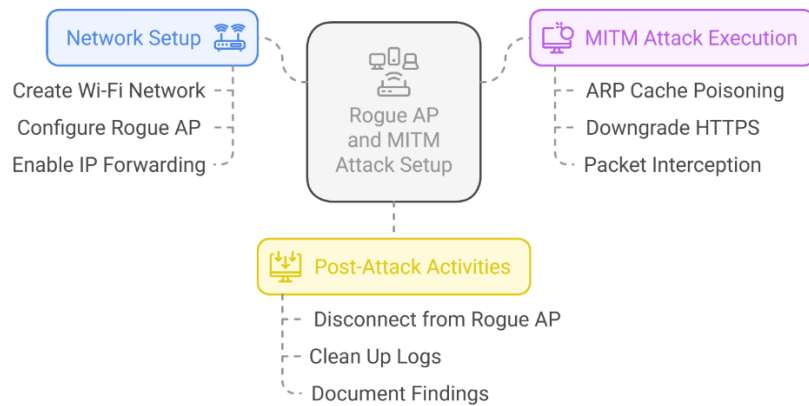 Network Setup
Create Wi-Fi Network
Configure Rogue AP
Enable IP Forwarding
Rogue AP
and MITM
Attack Setup
MITM Attack Execution
ARP Cache Poisoning
Downgrade HTTPS
Packet Interception
Post-Attack Activities
Disconnect from Rogue AP
Clean Up Logs
Document Findings